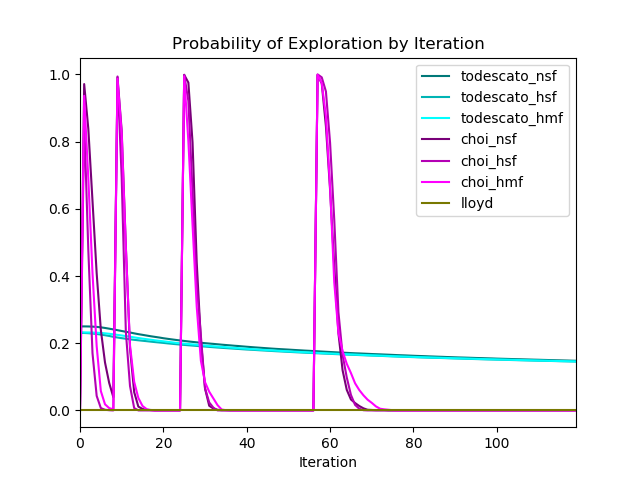 Probability of Exploration by Iteration
1.0
0.8
0.6
0.4
0.2
0.0
todescato_nsf
todescato_hsf
todescato_hmf
choi_nsf
choi_hsf
choi_hmf
lloyd
0 20 40 60 80 100
Iteration